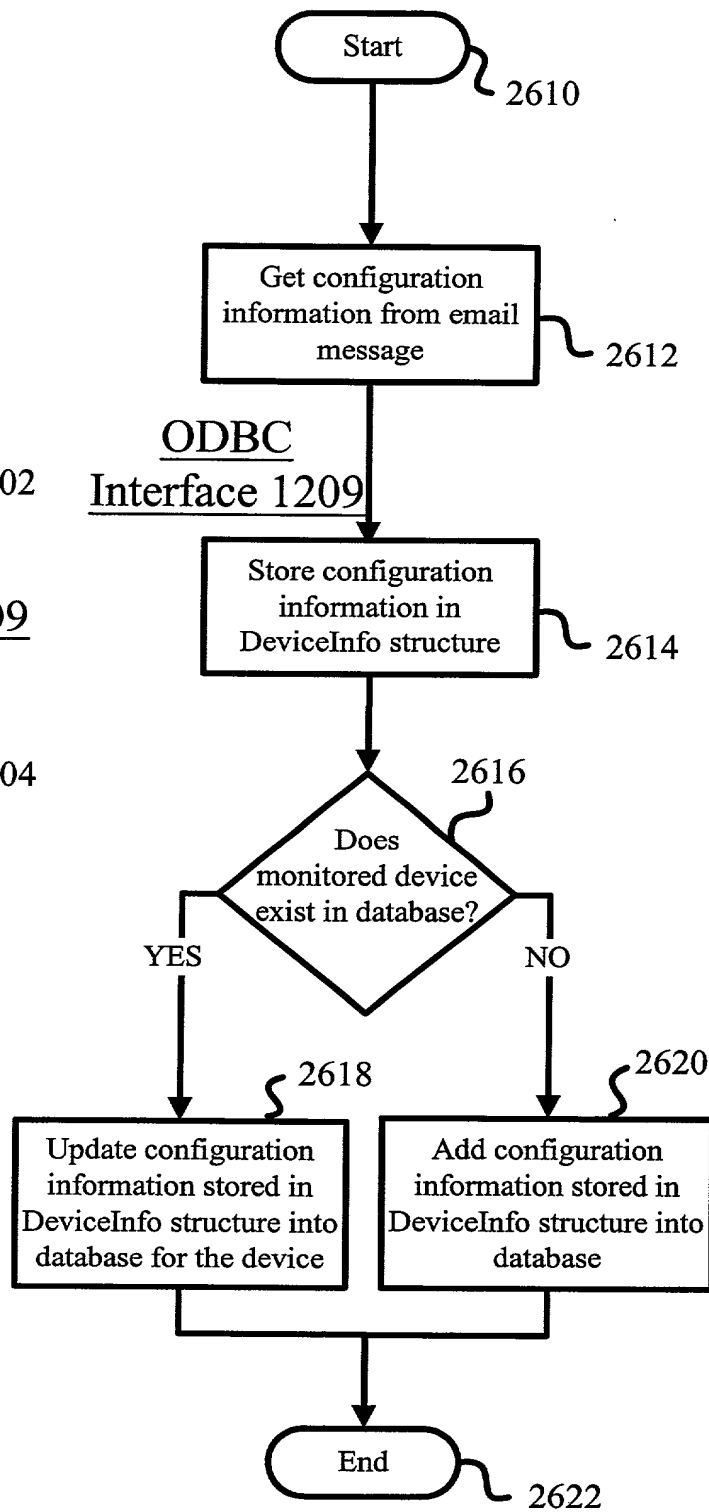 Start
2610
Get configuration
information from email
message
2612
ODBC
Interface 1209
02
Store configuration
information in
DeviceInfo structure
09
2614
04
2616
Does
monitored device
exist in database?
YES
NO
2618
2620
Update configuration
information stored in
DeviceInfo structure into
database for the device
Add configuration
information stored in
DeviceInfo structure into
database
End
2622